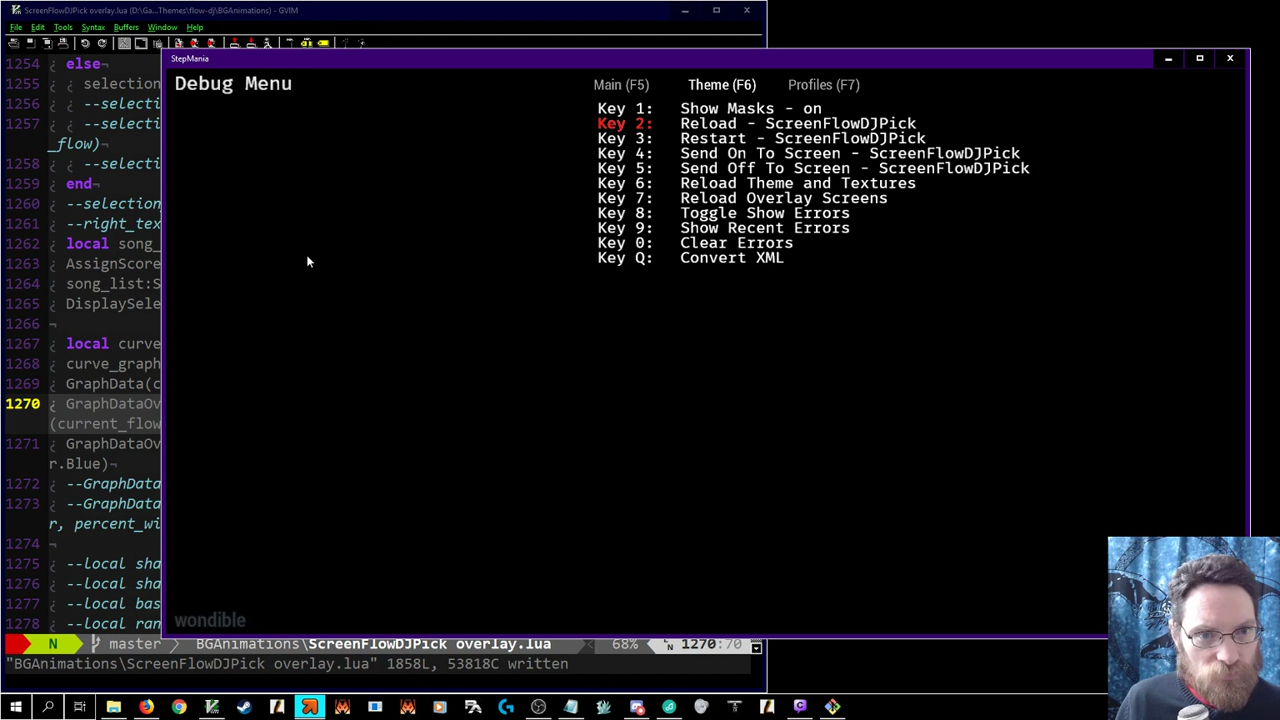 ScreenFlowDJPick overlay.lua (D:\Ga...Themes\flow-dj\BGAnimations) - GVIM
File Edit Tools Syntax Buffers Window Help
StepMania
Debug Menu
Main (F5) Theme (F6) Profiles (F7)
Key 1: Show Masks - on
Key 2: Reload - ScreenFlowDJPick
Key 3: Restart - ScreenFlowDJPick
Key 4: Send On To Screen - ScreenFlowDJPick
Key 5: Send Off To Screen - ScreenFlowDJPick
Key 6: Reload Theme and Textures
Key 7: Reload Overlay Screens
Key 8: Toggle Show Errors
Key 9: Show Recent Errors
Key 0: Clear Errors
Key Q: Convert XML
wondible
1254 else¬
1255 selection
1256 --selecti
1257 --selecti
_flow)¬
1258 --selecti
1259 end¬
1260 --selection
1261 --right_tex
1262 local song_
1263 AssignScore
1264 song_list:S
1265 DisplaySele
1266 ¬
1267 local curve
1268 curve_graph
1269 GraphData(c
1270 GraphDataOv
(current_flow
1271 GraphDataOv
r.Blue)¬
1272 --GraphData
1273 --GraphData
r, percent_wi
1274 ¬
1275 --local sha
1276 --local sha
1277 --local bas
1278 --local ran
N master BGAnimations\ScreenFlowDJPick overlay.lua 68% LN 1270:70
"BGAnimations\ScreenFlowDJPick overlay.lua" 1858L, 53818C written